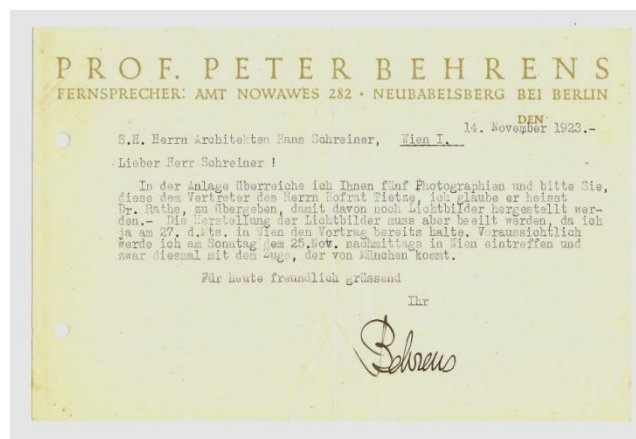 PROF. PETER BEHRENS
FERNSPRECHER: AMT NOWAWES 282 · NEUBABELSBERG BEI BERLIN
DEN
14. November 1923.-
S.H. Herrn Architekten Hans Schreiner, Wien I.
Lieber Herr Schreiner !
In der Anlage überreiche ich Ihnen fünf Photographien und bitte Sie,
diese dem Vertreter des Herrn Hofrat Tietze, ich glaube er heisst
Dr. Rathe, zu übergeben, damit davon noch Lichtbilder hergestellt wer-
den.- Die Herstellung der Lichtbilder muss aber beeilt werden, da ich
ja am 27. d.Mts. in Wien den Vortrag bereits halte. Voraussichtlich
werde ich am Sonntag dem 25.Nov. nachmittags in Wien eintreffen und
zwar diesmal mit dem Zuge, der von München kommt.
Für heute freundlich grüssend
Ihr
Behrens